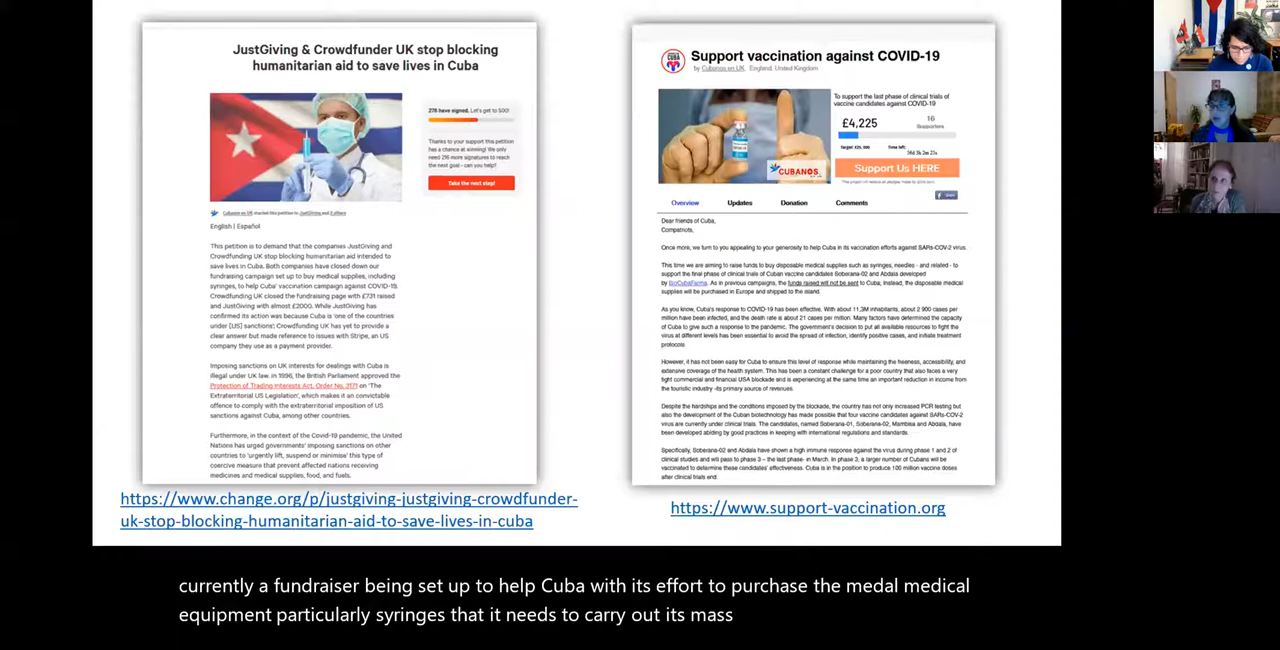 JustGiving & Crowdfunder UK stop blocking
humanitarian aid to save lives in Cuba
276 have signed. Let's get to 500!
Thanks to your support this petition
has a chance at winning! We only
need 216 more signatures to reach
the next goal - can you help?
Take the next step!
Cubanos en UK started this petition to JustGiving and 2 others
English | Español
This petition is to demand that the companies JustGiving and
Crowdfunding UK stop blocking humanitarian aid intended to
save lives in Cuba. Both companies have closed down our
fundraising campaign set up to buy medical supplies, including
syringes, to help Cuba' vaccination campaign against COVID-19.
Crowdfunding UK closed the fundraising page with £731 raised
and JustGiving with almost £2000. While JustGiving has
confirmed its action was because Cuba is 'one of the countries
under [US] sanctions'; Crowdfunder UK has yet to provide a
clear answer but made reference to issues with Stripe, an US
company they use as a payment provider.
Imposing sanctions on UK interests for dealings with Cuba is
illegal under UK law. In 1996, the British Parliament approved the
Protection of Trading Interests Act, Order No. 3171 on 'The
Extraterritorial US Legislation', which makes it an convictable
offence to comply with the extraterritorial imposition of US
sanctions against Cuba, among other countries.
Furthermore, in the context of the Covid-19 pandemic, the United
Nations has urged governments' imposing sanctions on other
countries to 'urgently lift, suspend or minimise' this type of
coercive measure that prevent affected nations receiving
medicines and medical supplies, food, and fuels.
https://www.change.org/p/justgiving-justgiving-crowdfunder-
uk-stop-blocking-humanitarian-aid-to-save-lives-in-cuba
CUBA
Support vaccination against COVID-19
by Cubanos en UK, England, United Kingdom
CUBANOS
To support the last phase of clinical trials of
vaccine candidates against COVID-19
£4,225
16
Supporters
Target: £25, 000
Time left:
Support Us HERE
Overview
Updates
Donation
Comments
Dear friends of Cuba,
Compatriots,
Once more, we turn to you appealing to your generosity to help Cuba in its vaccination efforts against SARs-COV-2 virus.
This time we are aiming to raise funds to buy disposable medical supplies such as syringes, needles - and related - to
support the final phase of clinical trials of Cuban vaccine candidates Soberana-02 and Abdala developed
by BioCubaFarma. As in previous campaigns, the funds raised will not be sent to Cuba; Instead, the disposable medical
supplies will be purchased in Europe and shipped to the island.
As you know, Cuba's response to COVID-19 has been effective. With about 11,3M inhabitants, about 2 900 cases per
million have been infected, and the death rate is about 21 cases per million. Many factors have determined the capacity
of Cuba to give such a response to the pandemic. The government's decision to put all available resources to fight the
virus at different levels has been essential to avoid the spread of infection, identify positive cases, and initiate treatment
protocols
However, it has not been easy for Cuba to ensure this level of response while maintaining the freeness, accessibility, and
extensive coverage of the health system. This has been a constant challenge for a poor country that also faces a very
tight commercial and financial USA blockade and is experiencing at the same time an important reduction in income from
the touristic industry -its primary source of revenues.
Despite the hardships and the conditions imposed by the blockade, the country has not only increased PCR testing but
also the development of the Cuban biotechnology has made possible that four vaccine candidates against SARs-COV-2
virus are currently under clinical trials. The candidates, named Soberana-01, Soberana-02, Mambisa and Abdala, have
been developed abiding by good practices in keeping with international regulations and standards.
Specifically, Soberana-02 and Abdala have shown a high immune response against the virus during phase 1 and 2 of
clinical studies and will pass to phase 3 – the last phase- in March. In phase 3, a larger number of Cubans will be
vaccinated to determine these candidates' effectiveness. Cuba is in the position to produce 100 million vaccine doses
after clinical trials end.
https://www.support-vaccination.org
currently a fundraiser being set up to help Cuba with its effort to purchase the medal medical
equipment particularly syringes that it needs to carry out its mass